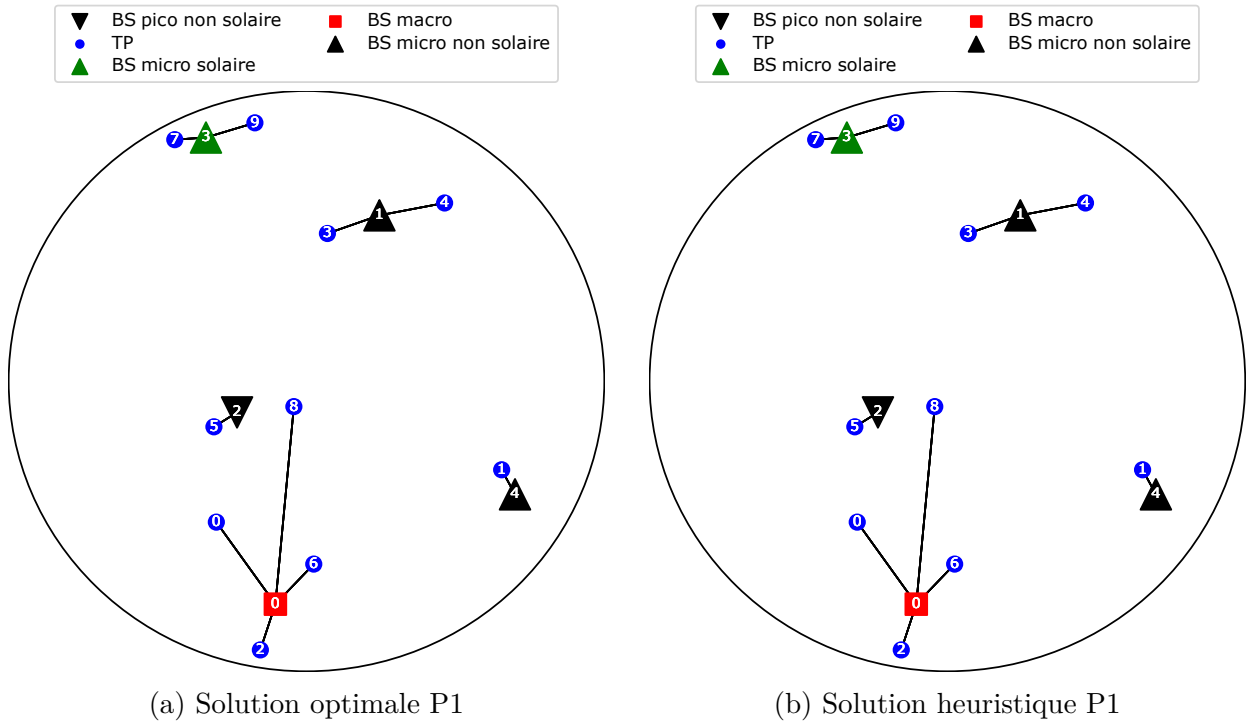 BS pico non solaire BS macro
TP BS micro non solaire
BS micro solaire
7 3 9
4
1
3
2
8
5
1
4
0
6
0
2
(a) Solution optimale P1
BS pico non solaire BS macro
TP BS micro non solaire
BS micro solaire
7 3 9
4
1
3
2
8
5
1
4
0
6
0
2
(b) Solution heuristique P1